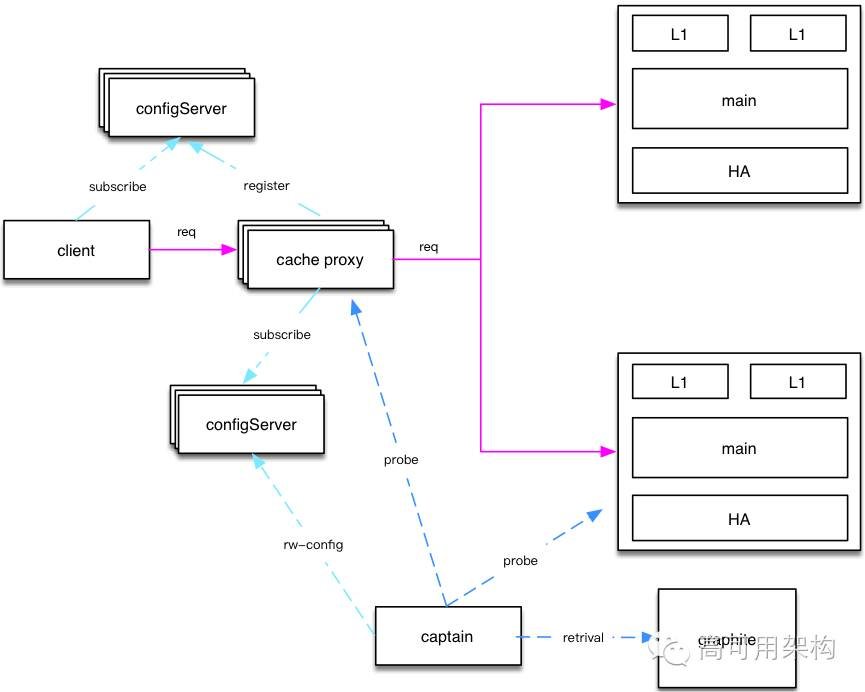 L1
L1
main
HA
configServer
subscribe
register
client
req
cache proxy
req
subscribe
configServer
L1
L1
main
HA
probe
rw-config
probe
captain
retrival
graphite
高可用架构